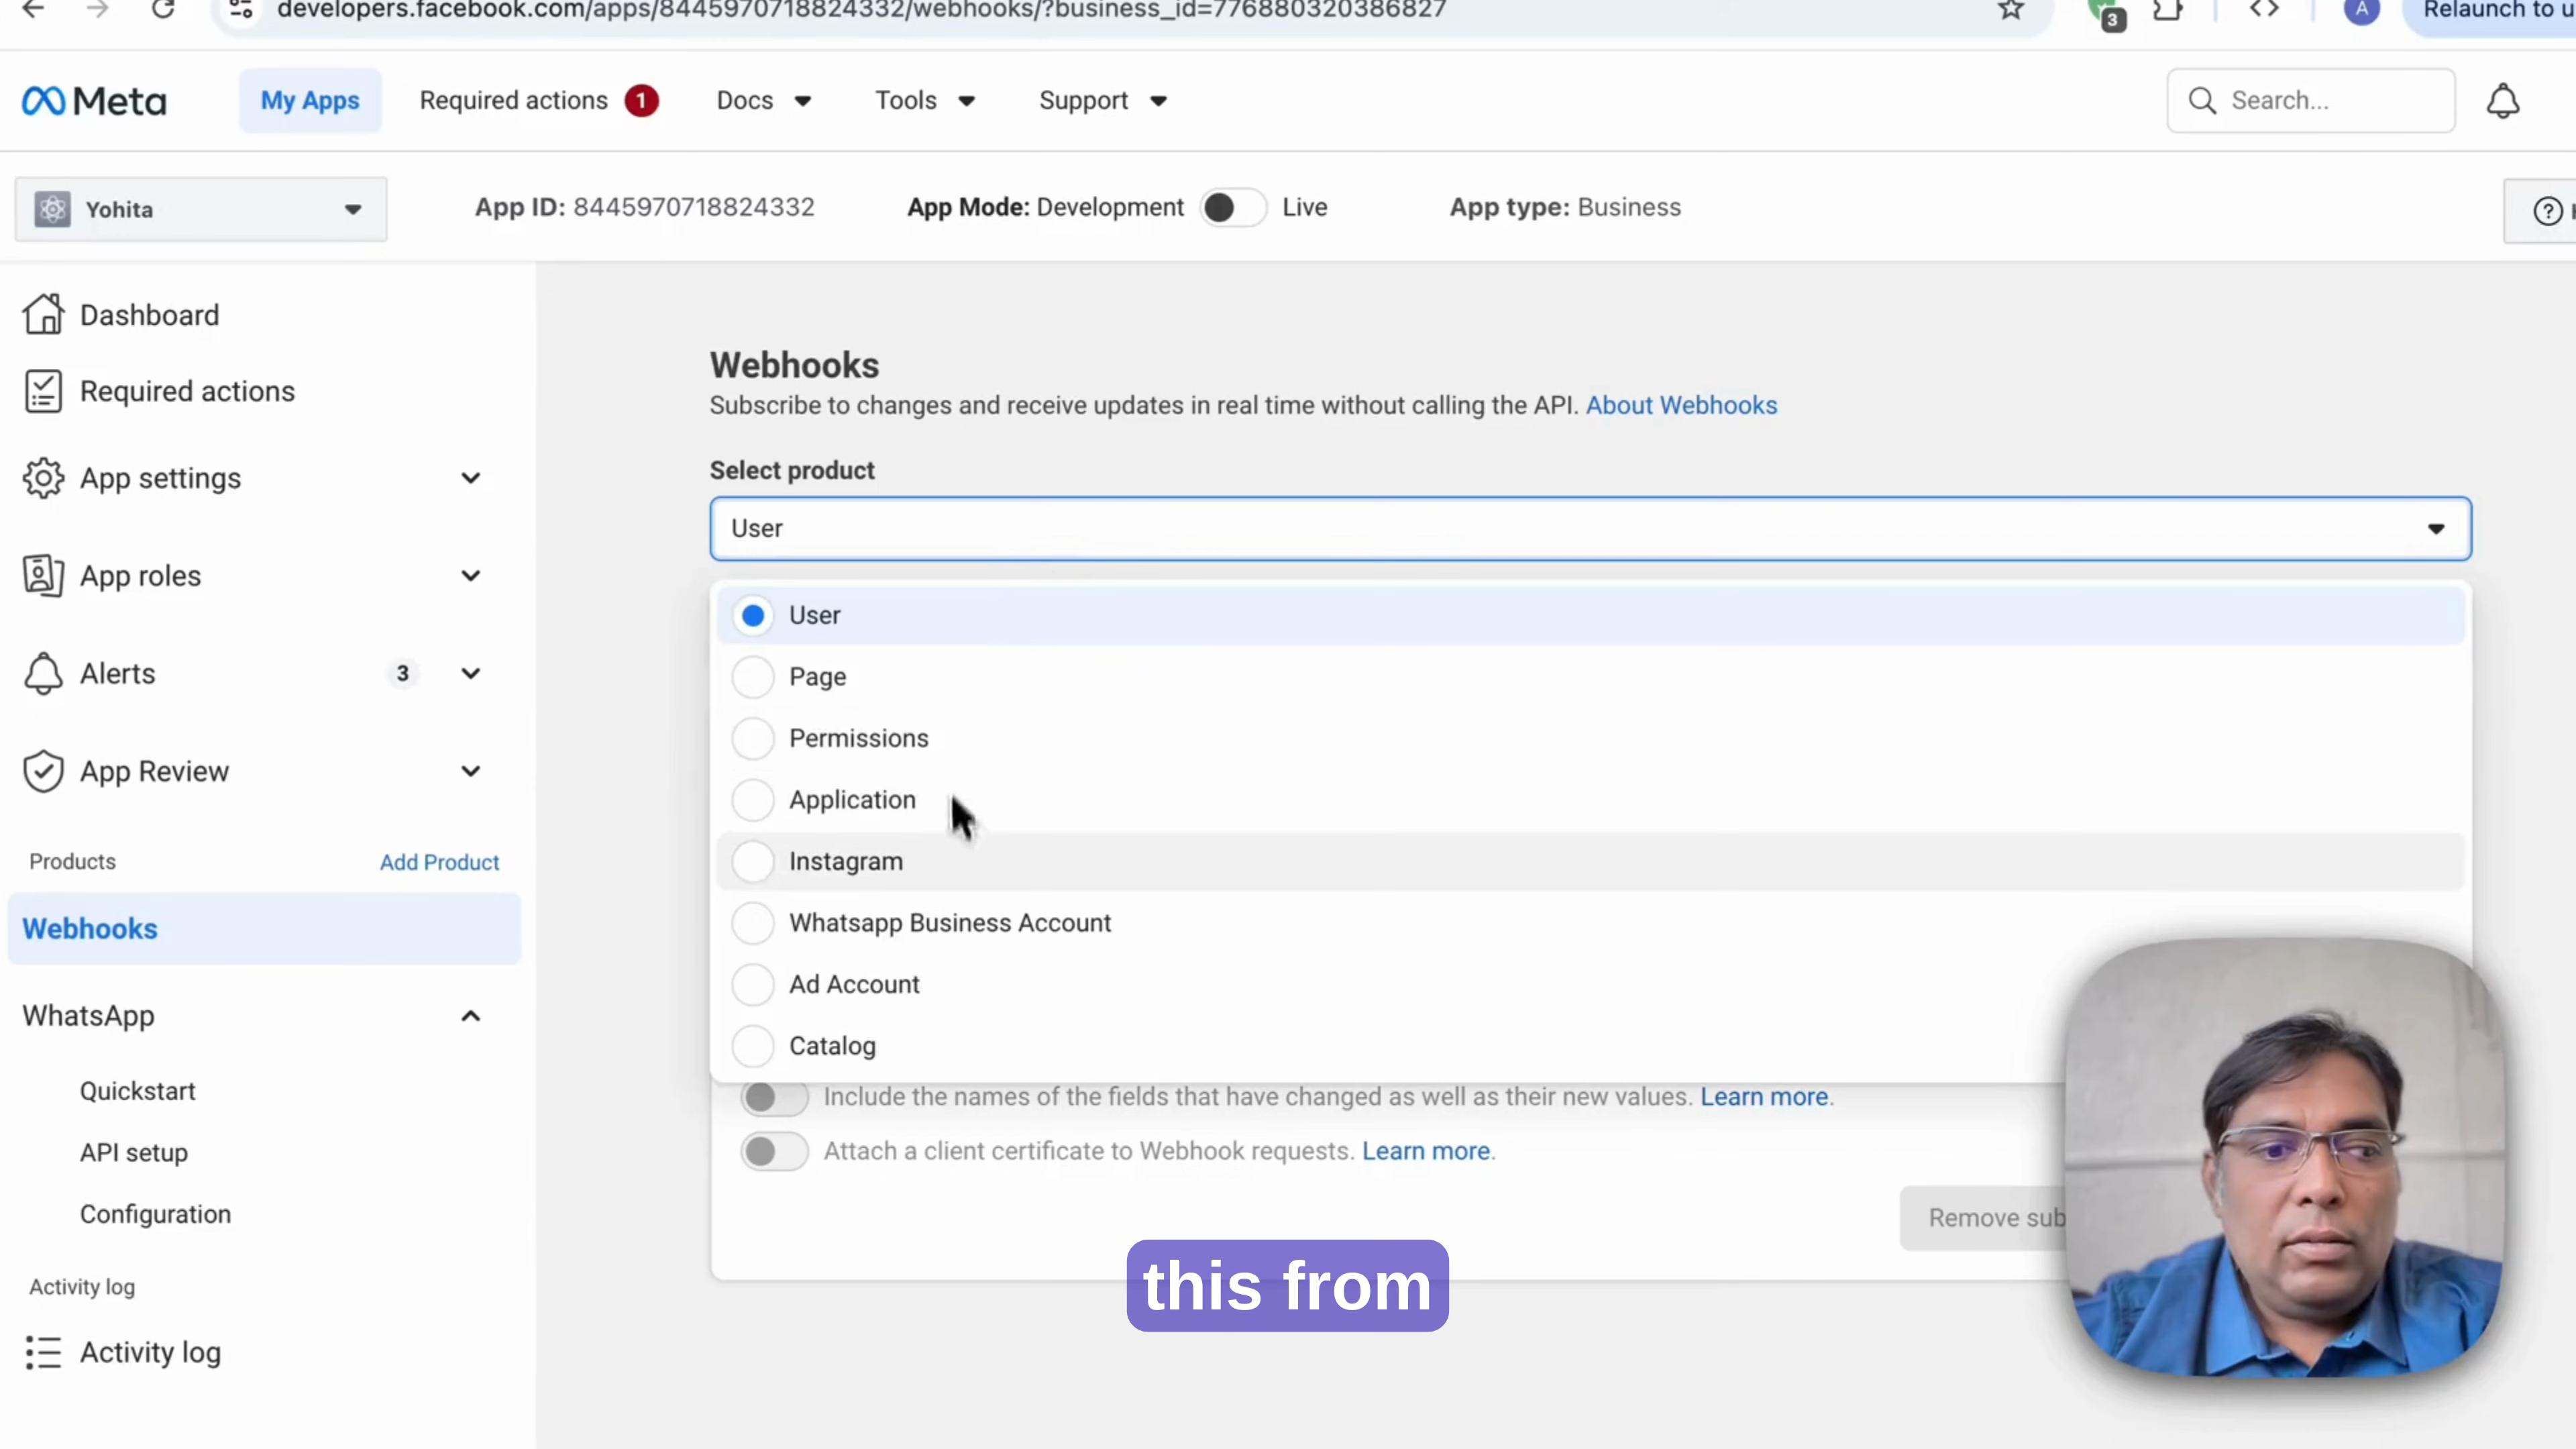 developers.facebook.com/apps/8445970718824332/webhooks/?business_id=776880320386827
3
A
Relaunch to u
Meta
My Apps
Required actions 1
Docs
Tools
Support
Search...
Yohita
App ID: 8445970718824332
App Mode: Development
Live
App type: Business
Dashboard
Required actions
App settings
App roles
Alerts 3
App Review
Products
Add Product
Webhooks
WhatsApp
Quickstart
API setup
Configuration
Activity log
Activity log
Webhooks
Subscribe to changes and receive updates in real time without calling the API. About Webhooks
Select product
User
User
Page
Permissions
Application
Instagram
Whatsapp Business Account
Ad Account
Catalog
Include the names of the fields that have changed as well as their new values. Learn more.
Attach a client certificate to Webhook requests. Learn more.
Remove sub
this from